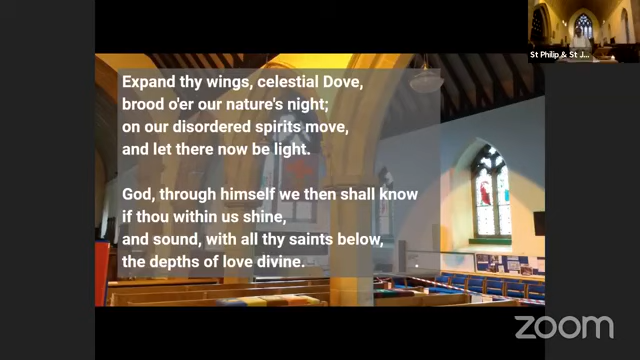 Expand thy wings, celestial Dove,
brood o'er our nature's night;
on our disordered spirits move,
and let there now be light.
God, through himself we then shall know
if thou within us shine,
and sound, with all thy saints below,
the depths of love divine.
St Philip & St J...
zoom